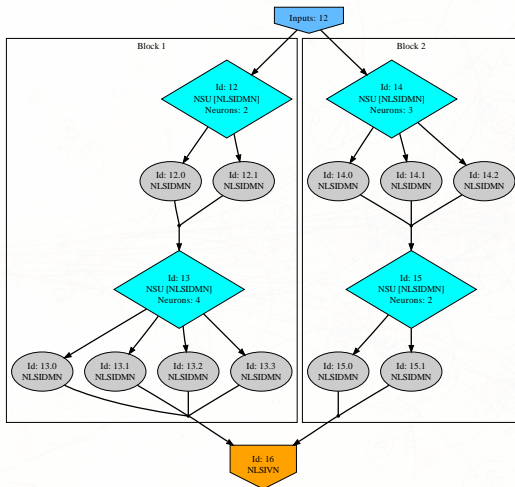 Inputs: 12
Block 1
Block 2
Id: 12
NSU [NLSIDMN]
Neurons: 2
Id: 14
NSU [NLSIDMN]
Neurons: 3
Id: 12.0
NLSIDMN
Id: 12.1
NLSIDMN
Id: 14.0
NLSIDMN
Id: 14.1
NLSIDMN
Id: 14.2
NLSIDMN
Id: 13
NSU [NLSIDMN]
Neurons: 4
Id: 15
NSU [NLSIDMN]
Neurons: 2
Id: 13.0
NLSIDMN
Id: 13.1
NLSIDMN
Id: 13.2
NLSIDMN
Id: 13.3
NLSIDMN
Id: 15.0
NLSIDMN
Id: 15.1
NLSIDMN
Id: 16
NLSIVN